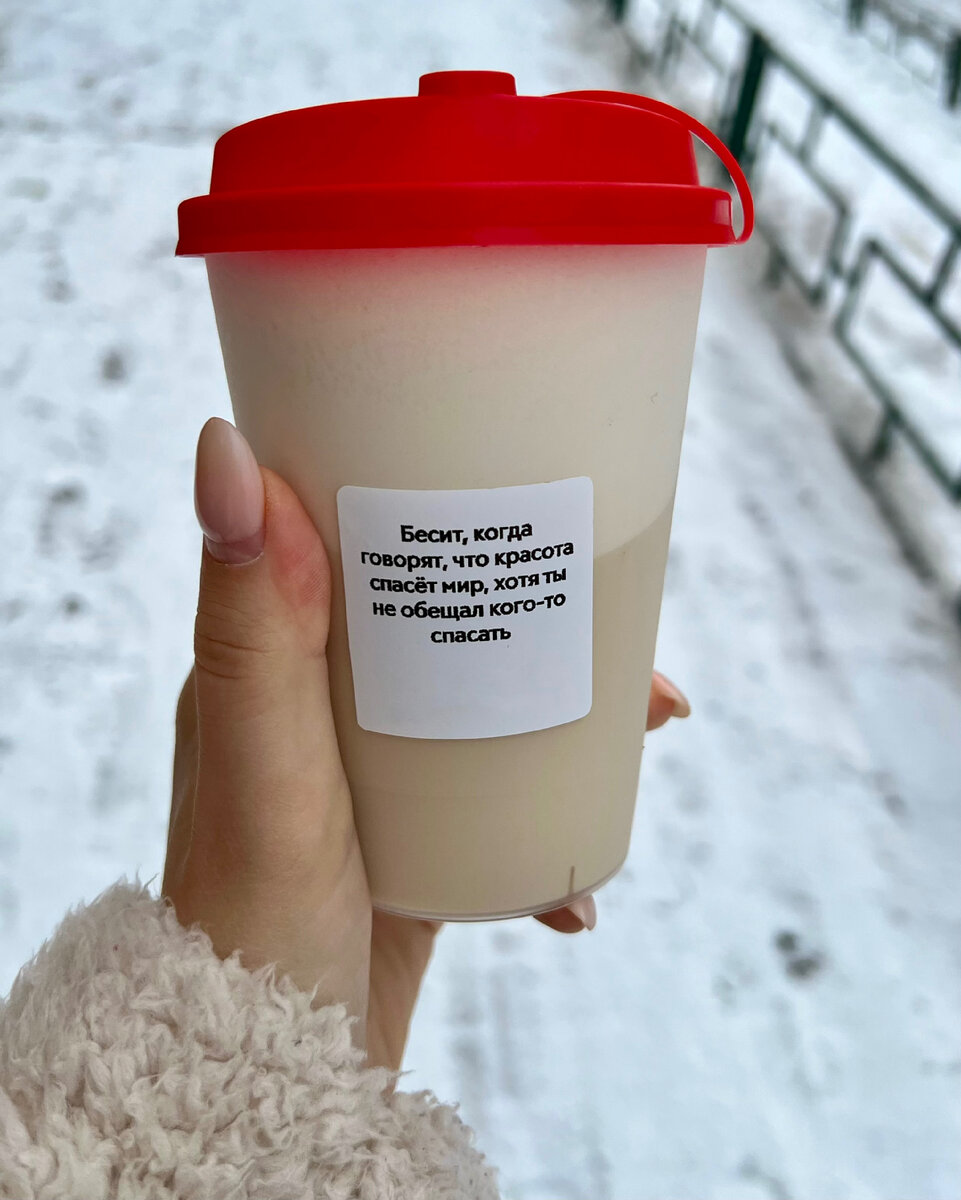 Бесит, когда
говорят, что красота
спасёт мир, хотя ты
не обещал кого-то
спасать